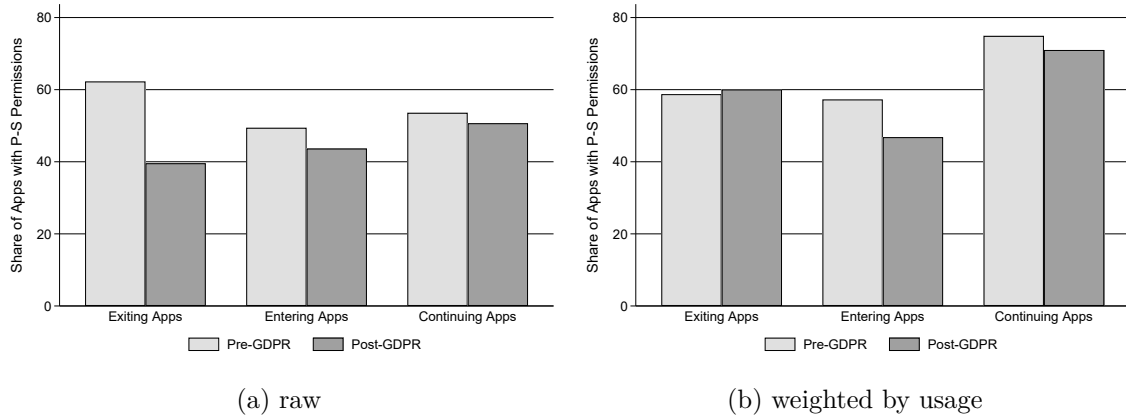 Share of Apps with P-S Permissions
80
60
40
20
0
Exiting Apps Entering Apps Continuing Apps
Pre-GDPR Post-GDPR
(a) raw
Share of Apps with P-S Permissions
80
60
40
20
0
Exiting Apps Entering Apps Continuing Apps
Pre-GDPR Post-GDPR
(b) weighted by usage